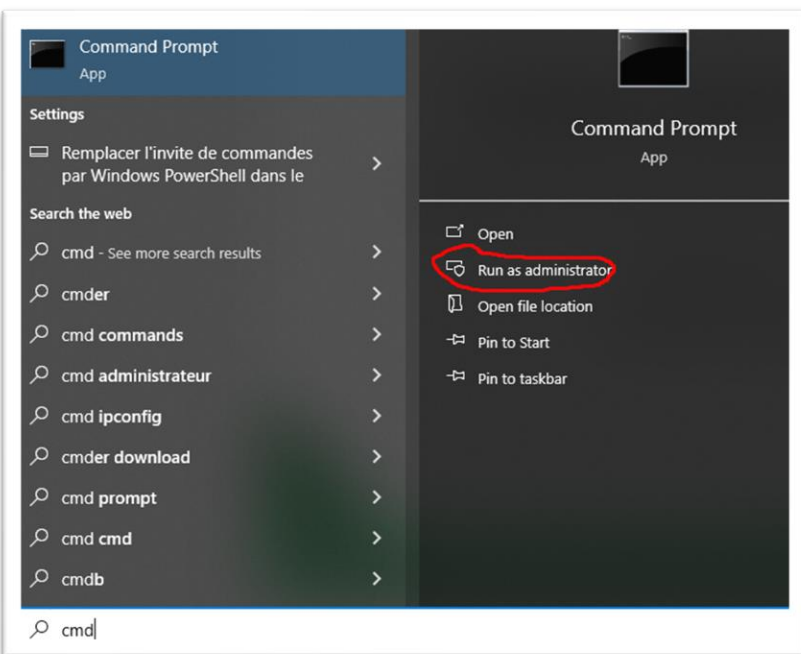 Command Prompt
App
Settings
Remplacer l'invite de commandes
par Windows PowerShell dans le
Search the web
cmd - See more search results
cmder
cmd commands
cmd administrateur
cmd ipconfig
cmder download
cmd prompt
cmd cmd
cmdb
cmd
Command Prompt
App
Open
Run as administrator
Open file location
Pin to Start
Pin to taskbar